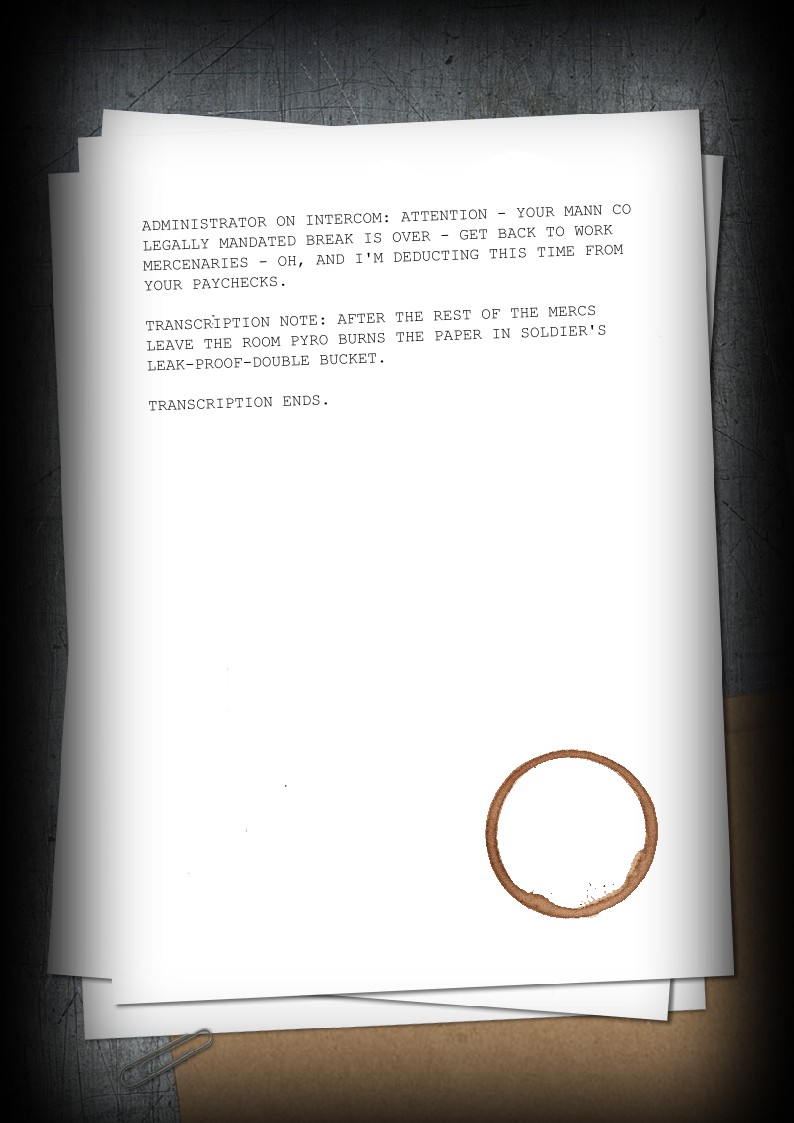 ADMINISTRATOR ON INTERCOM: ATTENTION - YOUR MANN CO
LEGALLY MANDATED BREAK IS OVER - GET BACK TO WORK
MERCENARIES - OH, AND I'M DEDUCTING THIS TIME FROM
YOUR PAYCHECKS.
TRANSCRIPTION NOTE: AFTER THE REST OF THE MERCS
LEAVE THE ROOM PYRO BURNS THE PAPER IN SOLDIER'S
LEAK-PROOF-DOUBLE BUCKET.
TRANSCRIPTION ENDS.